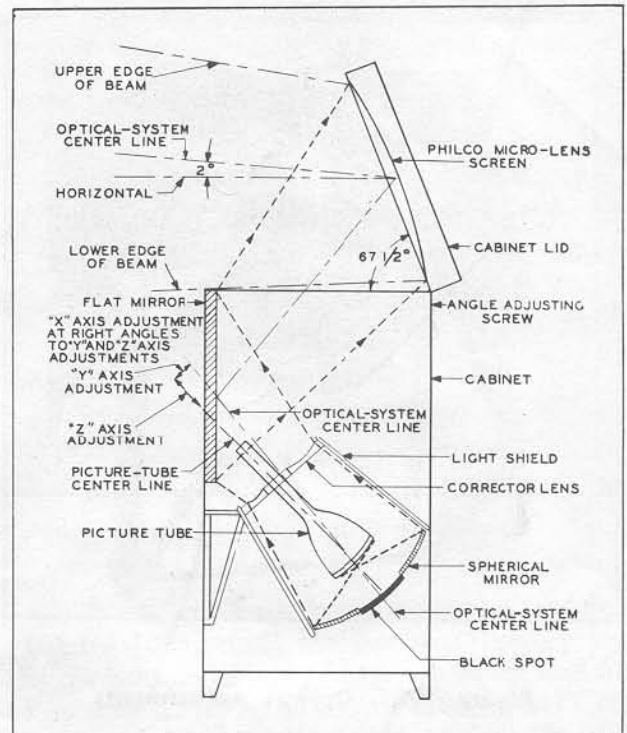 UPPER EDGE
OF BEAM
OPTICAL-SYSTEM
CENTER LINE
2°
HORIZONTAL
PHILCO MICRO-LENS
SCREEN
LOWER EDGE
OF BEAM
67 1/2°
CABINET LID
FLAT MIRROR
ANGLE ADJUSTING
SCREW
"X" AXIS ADJUSTMENT
AT RIGHT ANGLES
TO "Y" AND "Z" AXIS
ADJUSTMENTS
"Y" AXIS
ADJUSTMENT
CABINET
"Z" AXIS
ADJUSTMENT
OPTICAL-SYSTEM
CENTER LINE
PICTURE-TUBE
CENTER LINE
LIGHT SHIELD
CORRECTOR LENS
PICTURE TUBE
SPHERICAL
MIRROR
OPTICAL-SYSTEM
CENTER LINE
BLACK SPOT